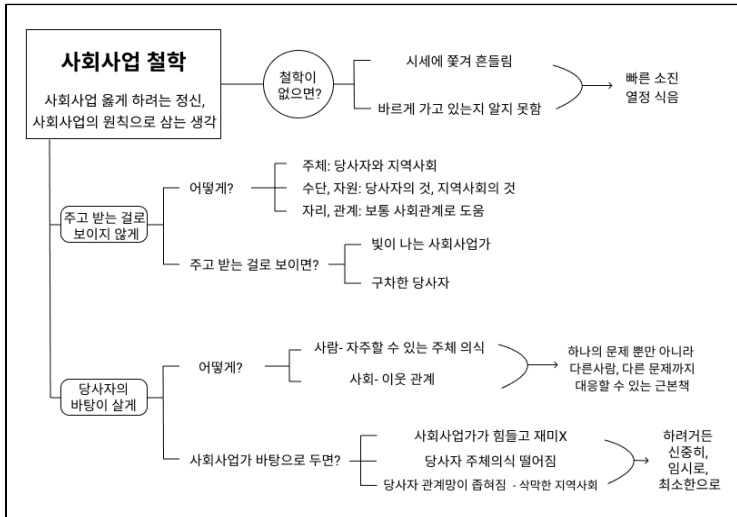 사회사업 철학
사회사업 옳게 하려는 정신,
사회사업의 원칙으로 삼는 생각
철학이
없으면?
시세에 쫓겨 흔들림
바르게 가고 있는지 알지 못함
빠른 소진
열정 식음
주고 받는 걸로
보이지 않게
어떻게?
주체: 당사자와 지역사회
수단, 자원: 당사자의 것, 지역사회의 것
자리, 관계: 보통 사회관계로 도움
주고 받는 걸로 보이면?
빛이 나는 사회사업가
구차한 당사자
당사자의
바탕이 살게
어떻게?
사람- 자주할 수 있는 주체 의식
사회- 이웃 관계
하나의 문제 뿐만 아니라
다른사람, 다른 문제까지
대응할 수 있는 근본책
사회사업가 바탕으로 두면?
사회사업가가 힘들고 재미X
당사자 주체의식 떨어짐
당사자 관계망이 좁혀짐 - 삭막한 지역사회
하려거든
신중히,
임시로,
최소한으로